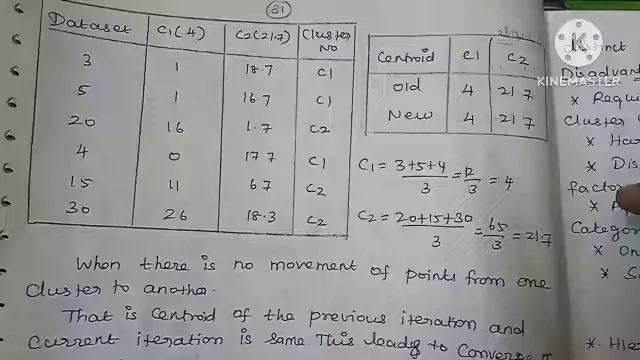 81
Dataset C1(4) C2(21.7) Cluster No
3 1 18.7 C1
5 1 16.7 C1
20 16 1.7 C2
4 0 17.7 C1
15 11 6.7 C2
30 26 18.3 C2
Centroid C1 C2
Old 4 21.7
New 4 21.7
C1 = 3+5+4/3 = 12/3 = 4
C2 = 20+15+30/3 = 65/3 = 21.7
When there is no movement of points from one
cluster to another.
That is centroid of the previous iteration and
current iteration is same. This leads to
distinct
Disadvant
* Requi
Cluster
* Ha
* Dis
factor
*
Categor
* On
* S
* Hie
KINEMASTER